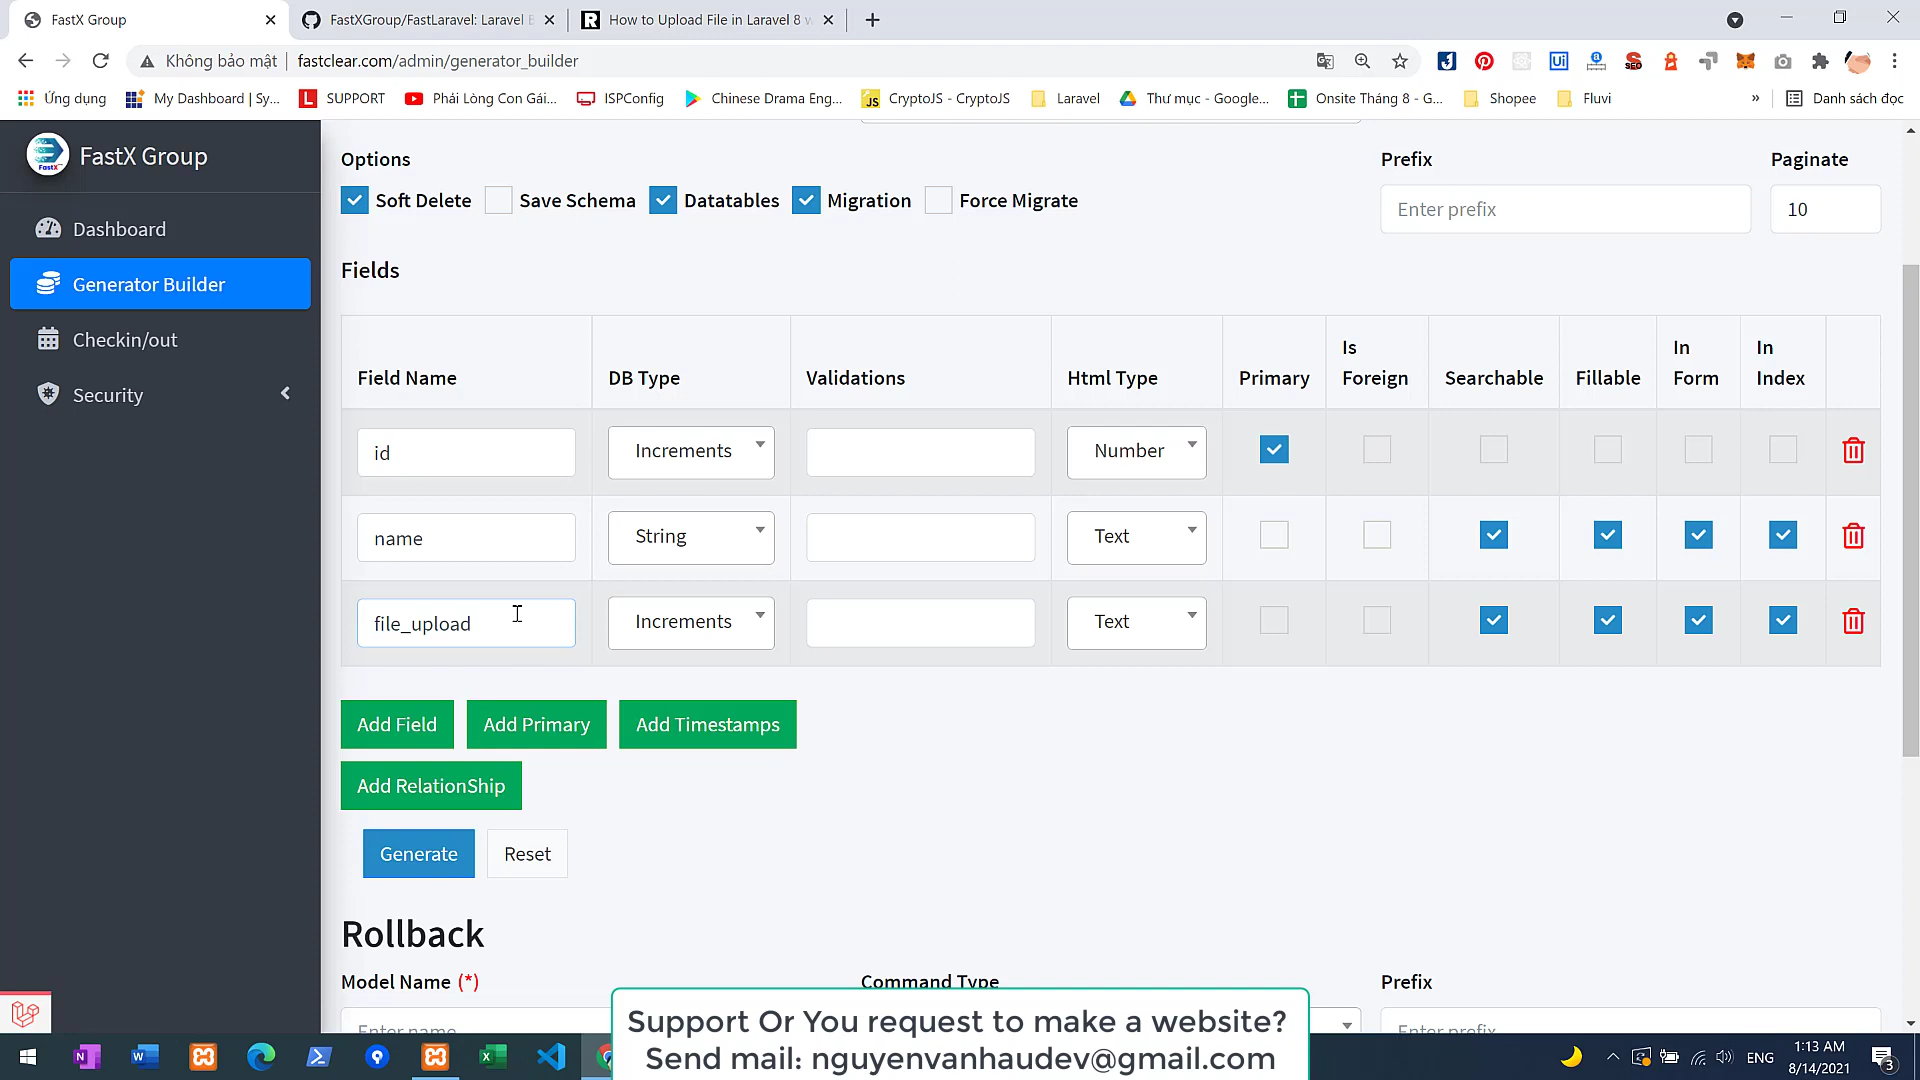 FastX Group
FastXGroup/FastLaravel: Laravel
How to Upload File in Laravel 8 w
Không bảo mật
fastclear.com/admin/generator_builder
Ứng dụng
My Dashboard | Sy...
SUPPORT
Phải Lòng Con Gái...
ISPConfig
Chinese Drama Eng...
CryptoJS - CryptoJS
Laravel
Thư mục - Google...
Onsite Tháng 8 - G...
Shopee
Fluvi
»
Danh sách đọc
FastX Group
Dashboard
Generator Builder
Checkin/out
Security
Options
Prefix
Paginate
Soft Delete
Save Schema
Datatables
Migration
Force Migrate
Enter prefix
10
Fields
Field Name
DB Type
Validations
Html Type
Primary
Is Foreign
Searchable
Fillable
In Form
In Index
id
Increments
Number
name
String
Text
file_upload
Increments
Text
Add Field
Add Primary
Add Timestamps
Add RelationShip
Generate
Reset
Rollback
Model Name (*)
Command Type
Prefix
Enter name
Enter prefix
Support Or You request to make a website?
Send mail: nguyenvanhaudev@gmail.com
ENG
1:13 AM
8/14/2021
3